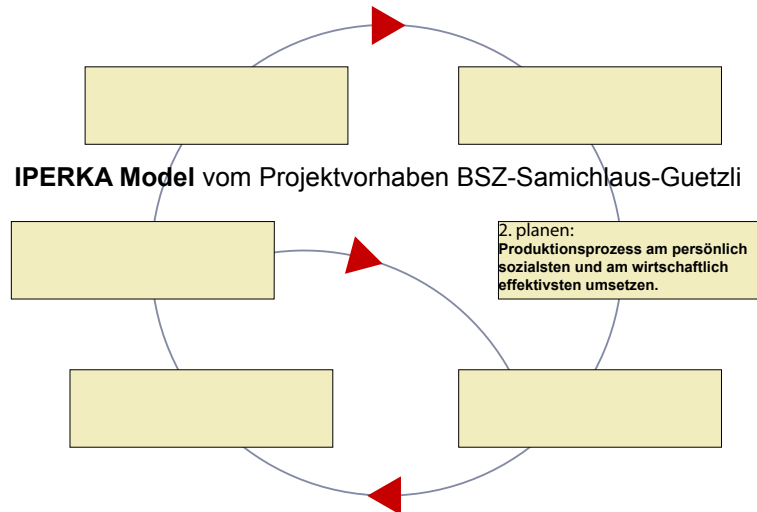 IPERKA Model vom Projektvorhaben BSZ-Samichlaus-Guetzli
2. planen:
Produktionsprozess am persönlich
sozialsten und am wirtschaftlich
effektivsten umsetzen.